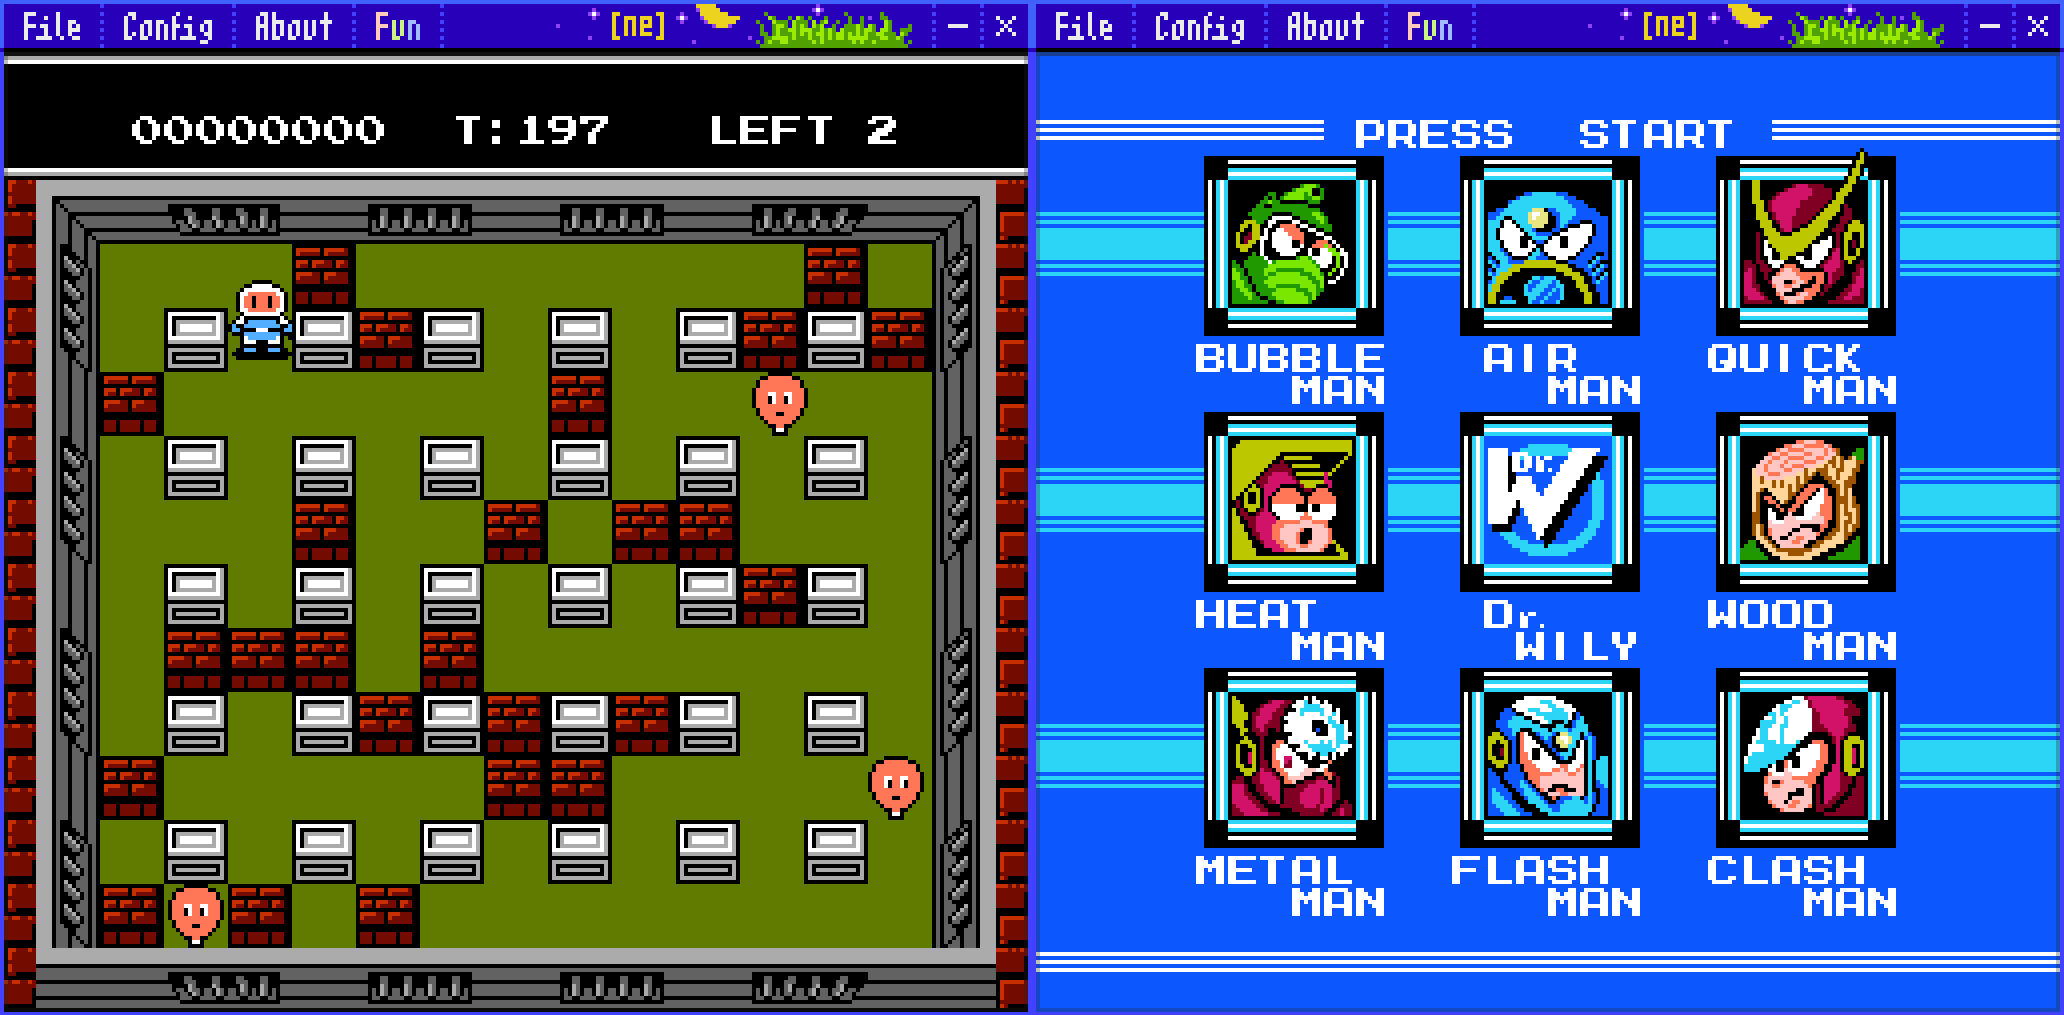 File Config About Fun [ne]
00000000 T:197 LEFT 2
File Config About Fun [ne]
PRESS START
BUBBLE MAN
AIR MAN
QUICK MAN
HEAT MAN
Dr W
Dr. WILY
WOOD MAN
METAL MAN
FLASH MAN
CLASH MAN